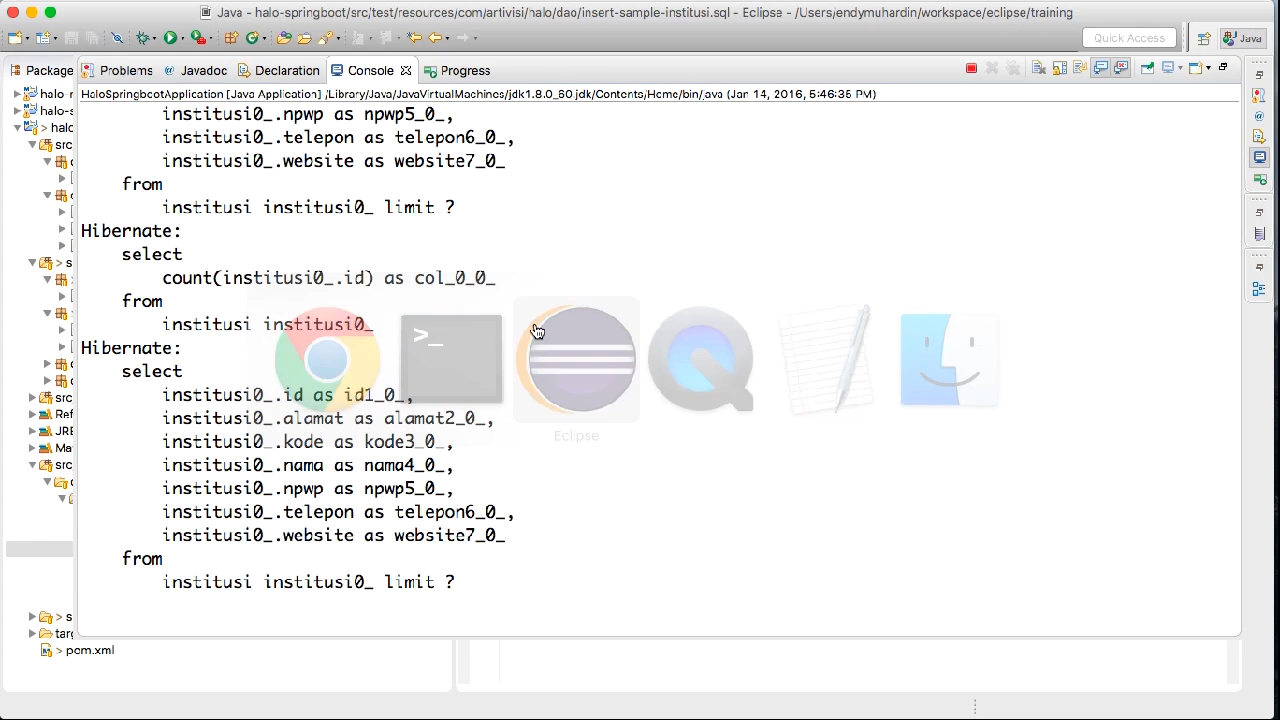 Java - halo-springboot/src/test/resources/com/artivisi/halo/dao/insert-sample-institusi.sql - Eclipse - /Users/endymuhardin/workspace/eclipse/training
Quick Access
Java
Package
Problems
Javadoc
Declaration
Console
Progress
HaloSpringbootApplication [Java Application] /Library/Java/JavaVirtualMachines/jdk1.8.0_60.jdk/Contents/Home/bin/java (Jan 14, 2016, 5:46:35 PM)
institusi0_.npwp as npwp5_0_,
institusi0_.telepon as telepon6_0_,
institusi0_.website as website7_0_
from
institusi institusi0_ limit ?
Hibernate:
select
count(institusi0_.id) as col_0_0_
from
institusi institusi0_
Hibernate:
select
institusi0_.id as id1_0_,
institusi0_.alamat as alamat2_0_,
institusi0_.kode as kode3_0_,
institusi0_.nama as nama4_0_,
institusi0_.npwp as npwp5_0_,
institusi0_.telepon as telepon6_0_,
institusi0_.website as website7_0_
from
institusi institusi0_ limit ?
>_
Eclipse
> pom.xml